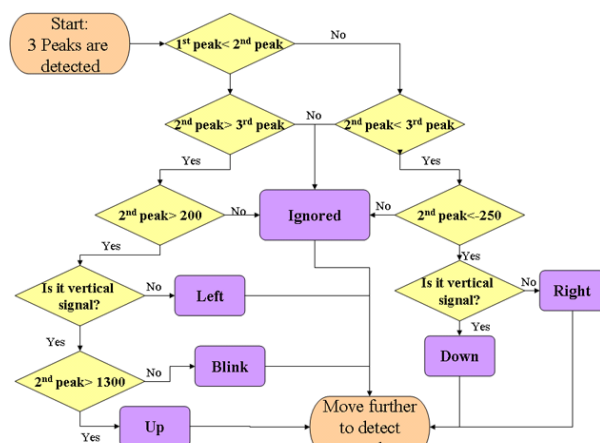 Start:
3 Peaks are
detected
1st peak< 2nd peak
No
2nd peak> 3rd peak
No
2nd peak< 3rd peak
Yes
Yes
2nd peak> 200
No
Ignored
No
2nd peak<-250
Yes
Yes
Is it vertical
signal?
No
Left
Is it vertical
signal?
No
Right
Yes
Yes
2nd peak> 1300
No
Blink
Down
Yes
Up
Move further
to detect